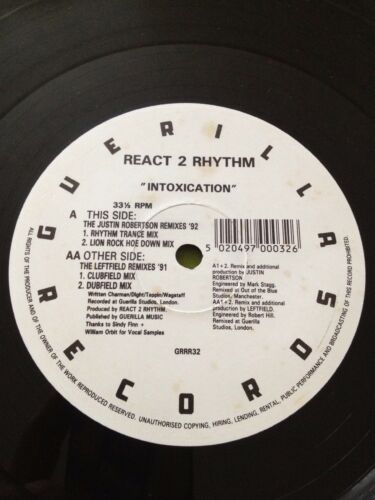 GUERILLA RECORDS
REACT 2 RHYTHM
"INTOXICATION"
33⅓ RPM
A THIS SIDE:
THE JUSTIN ROBERTSON REMIXES '92
1. RHYTHM TRANCE MIX
2. LION ROCK HOE DOWN MIX
AA OTHER SIDE:
THE LEFTFIELD REMIXES '91
1. CLUBFIELD MIX
2. DUBFIELD MIX
Written Charman/Dight/Topin/Wagstaff
Recorded at Guerilla Studios, London.
Produced by REACT 2 RHYTHM.
Published by GUERILLA MUSIC
Thanks to Sindy Finn +
William Orbit for Vocal Samples
5 020497 000326
A1+2. Remix and additional
production by JUSTIN
ROBERTSON
Engineered by Mark Stagg.
Remixed at Out of the Blue
Studios, Manchester.
AA1+2. Remix and additional
production by LEFTFIELD.
Engineered by Robert Hill.
Remixed at Guerilla
Studios, London.
GRRR32
ALL RIGHTS OF THE PRODUCER AND OF THE OWNER OF THE WORK REPRODUCED RESERVED. UNAUTHORISED COPYING, HIRING, LENDING, RENTAL, PUBLIC PERFORMANCE AND BROADCASTING OF THIS RECORD PROHIBITED.